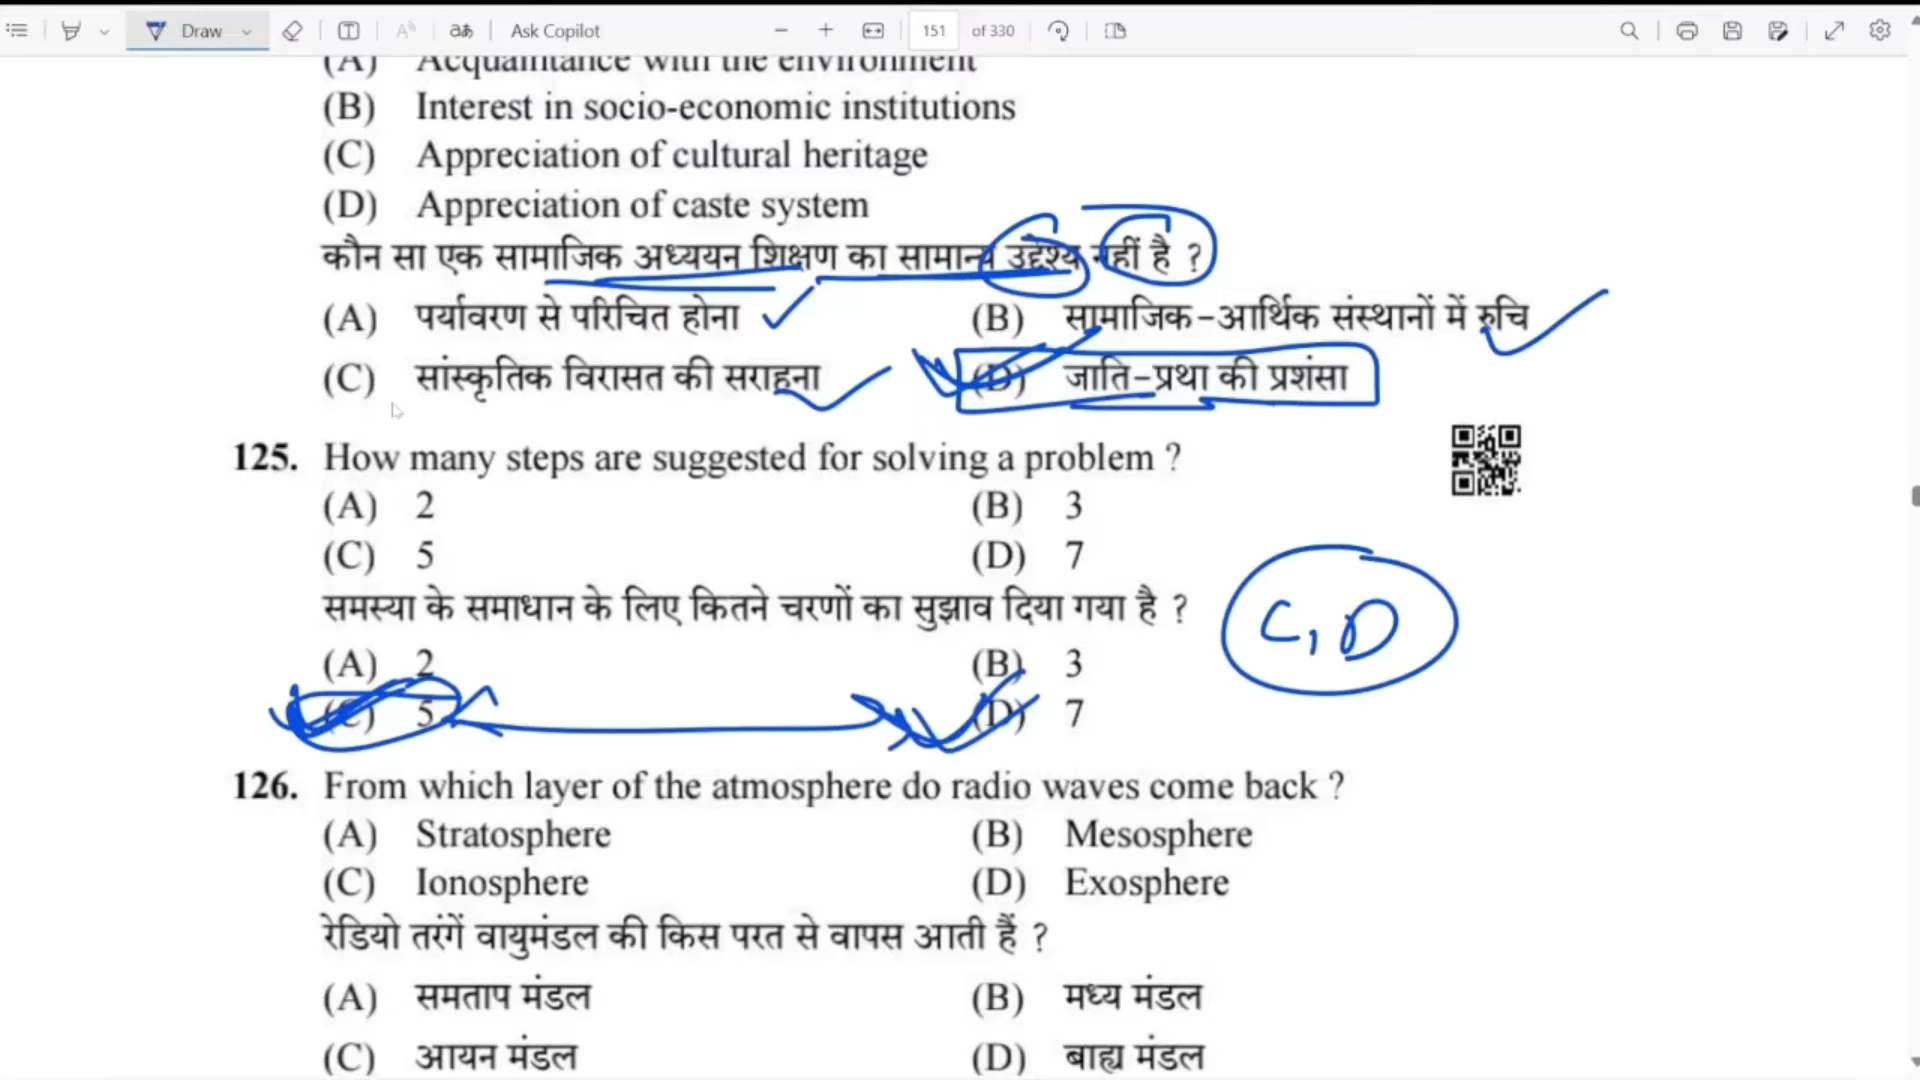 Draw
Ask Copilot
151 of 330
(A) Acquaintance with the environment
(B) Interest in socio-economic institutions
(C) Appreciation of cultural heritage
(D) Appreciation of caste system
कौन सा एक सामाजिक अध्ययन शिक्षण का सामान्य उद्देश्य नहीं है ?
(A) पर्यावरण से परिचित होना (B) सामाजिक-आर्थिक संस्थानों में रुचि
(C) सांस्कृतिक विरासत की सराहना (D) जाति-प्रथा की प्रशंसा
125. How many steps are suggested for solving a problem ?
(A) 2 (B) 3
(C) 5 (D) 7
समस्या के समाधान के लिए कितने चरणों का सुझाव दिया गया है ?
C, D
(A) 2 (B) 3
(C) 5 (D) 7
126. From which layer of the atmosphere do radio waves come back ?
(A) Stratosphere (B) Mesosphere
(C) Ionosphere (D) Exosphere
रेडियो तरंगें वायुमंडल की किस परत से वापस आती हैं ?
(A) समताप मंडल (B) मध्य मंडल
(C) आयन मंडल (D) बाह्य मंडल